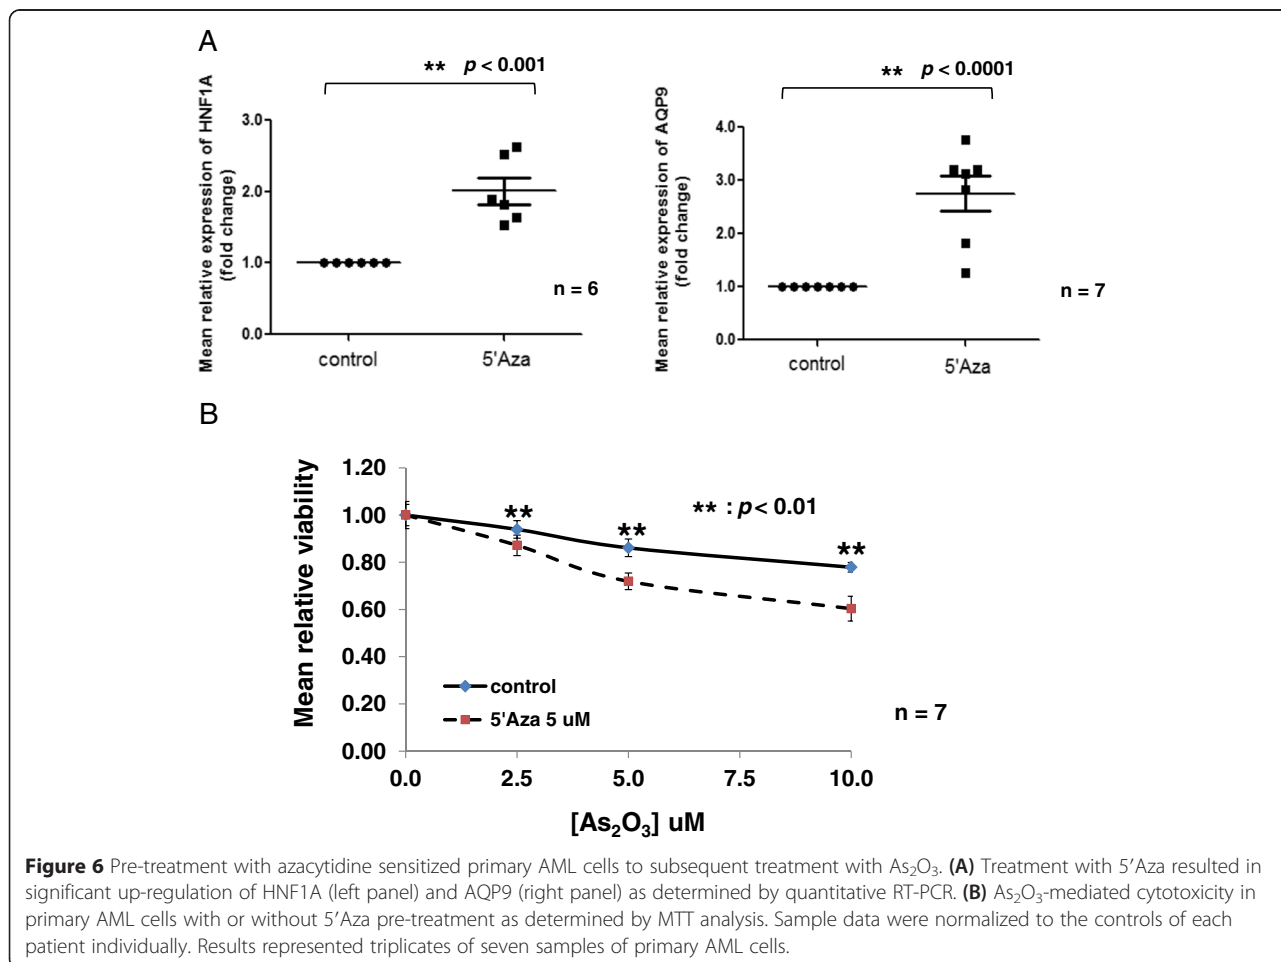 A
** p < 0.001
Mean relative expression of HNF1A
(fold change)
3.0
2.0
1.0
0.0
control
5'Aza
n = 6
** p < 0.0001
Mean relative expression of AQP9
(fold change)
4.0
3.0
2.0
1.0
0.0
control
5'Aza
n = 7
B
Mean relative viability
1.20
1.00
0.80
0.60
0.40
0.20
0.00
**
**
**
** : p < 0.01
control
5'Aza 5 uM
n = 7
0.0 2.5 5.0 7.5 10.0
[As₂O₃] uM
Figure 6 Pre-treatment with azacytidine sensitized primary AML cells to subsequent treatment with As₂O₃. (A) Treatment with 5′Aza resulted in
significant up-regulation of HNF1A (left panel) and AQP9 (right panel) as determined by quantitative RT-PCR. (B) As₂O₃-mediated cytotoxicity in
primary AML cells with or without 5′Aza pre-treatment as determined by MTT analysis. Sample data were normalized to the controls of each
patient individually. Results represented triplicates of seven samples of primary AML cells.